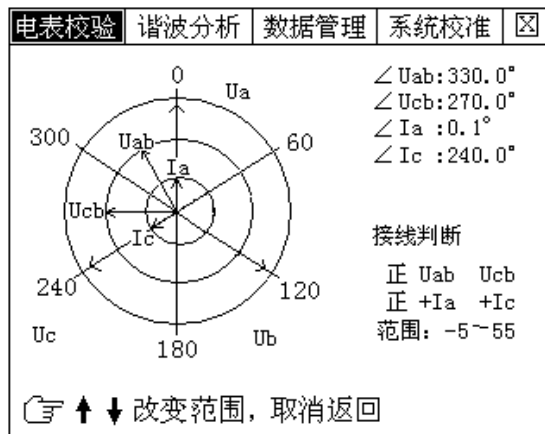 电表校验 谐波分析 数据管理 系统校准 ☒
0
Ua
∠Uab:330.0°
∠Ucb:270.0°
∠Ia :0.1°
∠Ic :240.0°
300
Uab
60
Ia
Ucb
Ic
接线判断
正 Uab Ucb
正 +Ia +Ic
范围: -5~55
240
120
Uc
180
Ub
☞ ↑ ↓ 改变范围, 取消返回